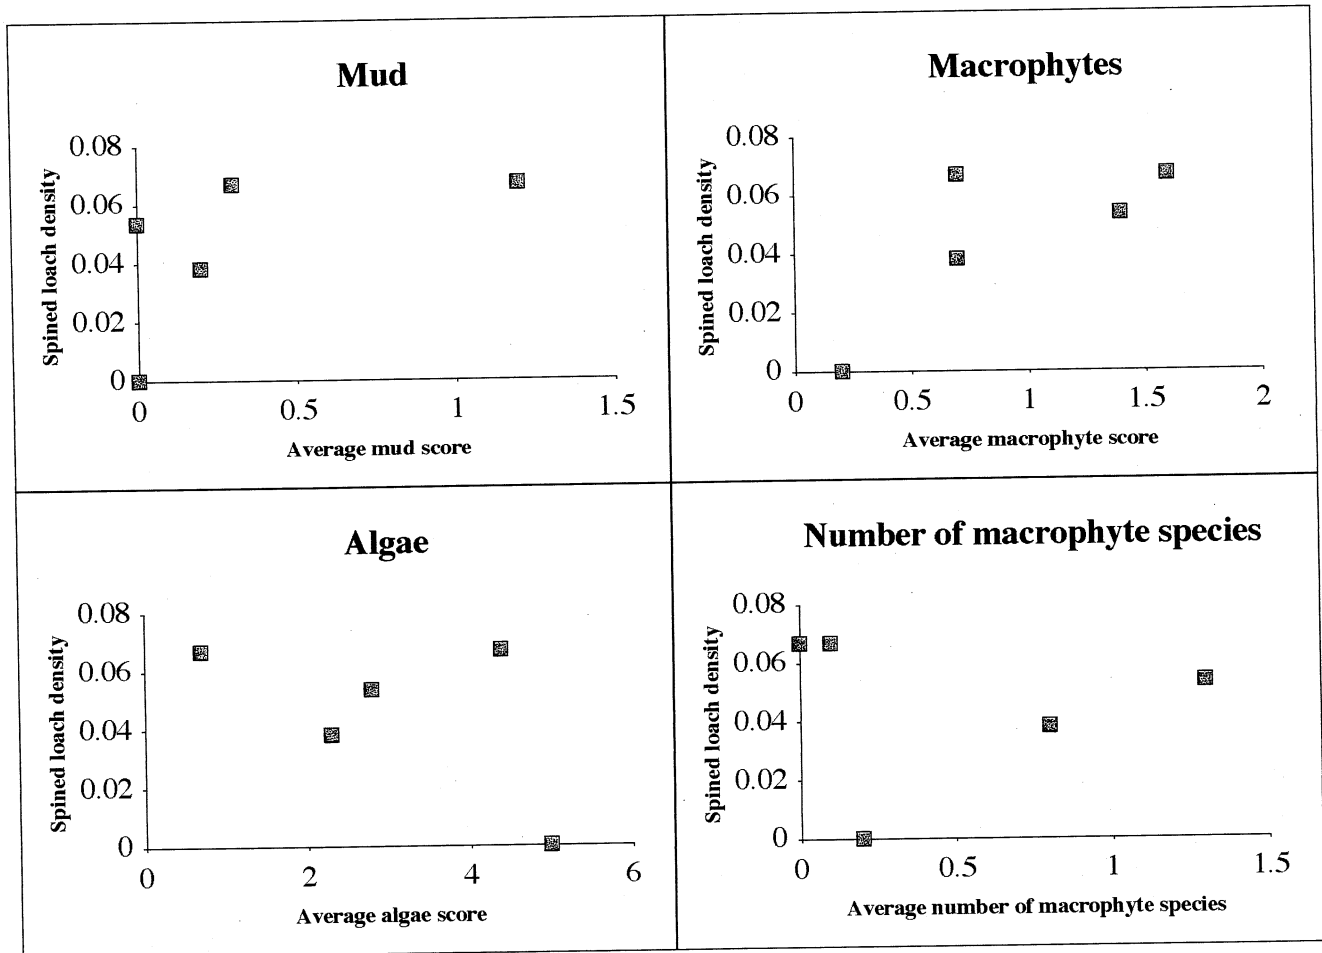 Mud
0.08
0.06
0.04
0.02
0
Spined loach density
0 0.5 1 1.5
Average mud score
Macrophytes
0.08
0.06
0.04
0.02
0
Spined loach density
0 0.5 1 1.5 2
Average macrophyte score
Algae
0.08
0.06
0.04
0.02
0
Spined loach density
0 2 4 6
Average algae score
Number of macrophyte species
0.08
0.06
0.04
0.02
0
Spined loach density
0 0.5 1 1.5
Average number of macrophyte species